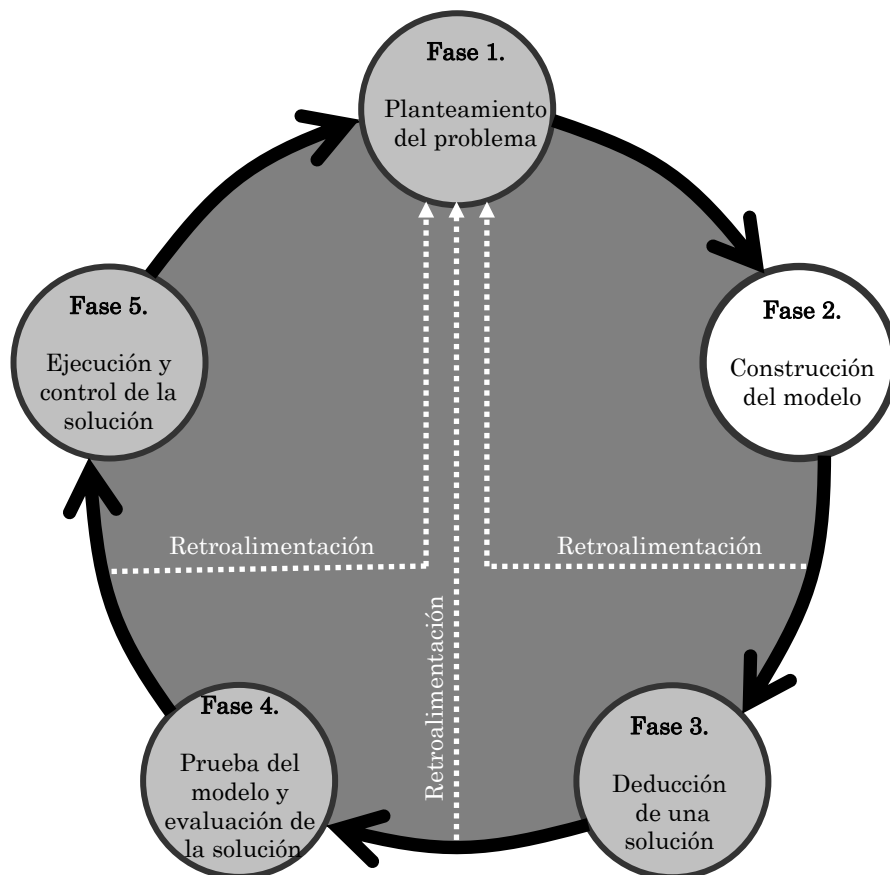 Fase 1.
Planteamiento
del problema
Fase 2.
Construcción
del modelo
Fase 3.
Deducción
de una
solución
Fase 4.
Prueba del
modelo y
evaluación de
la solución
Fase 5.
Ejecución y
control de la
solución
Retroalimentación
Retroalimentación
Retroalimentación